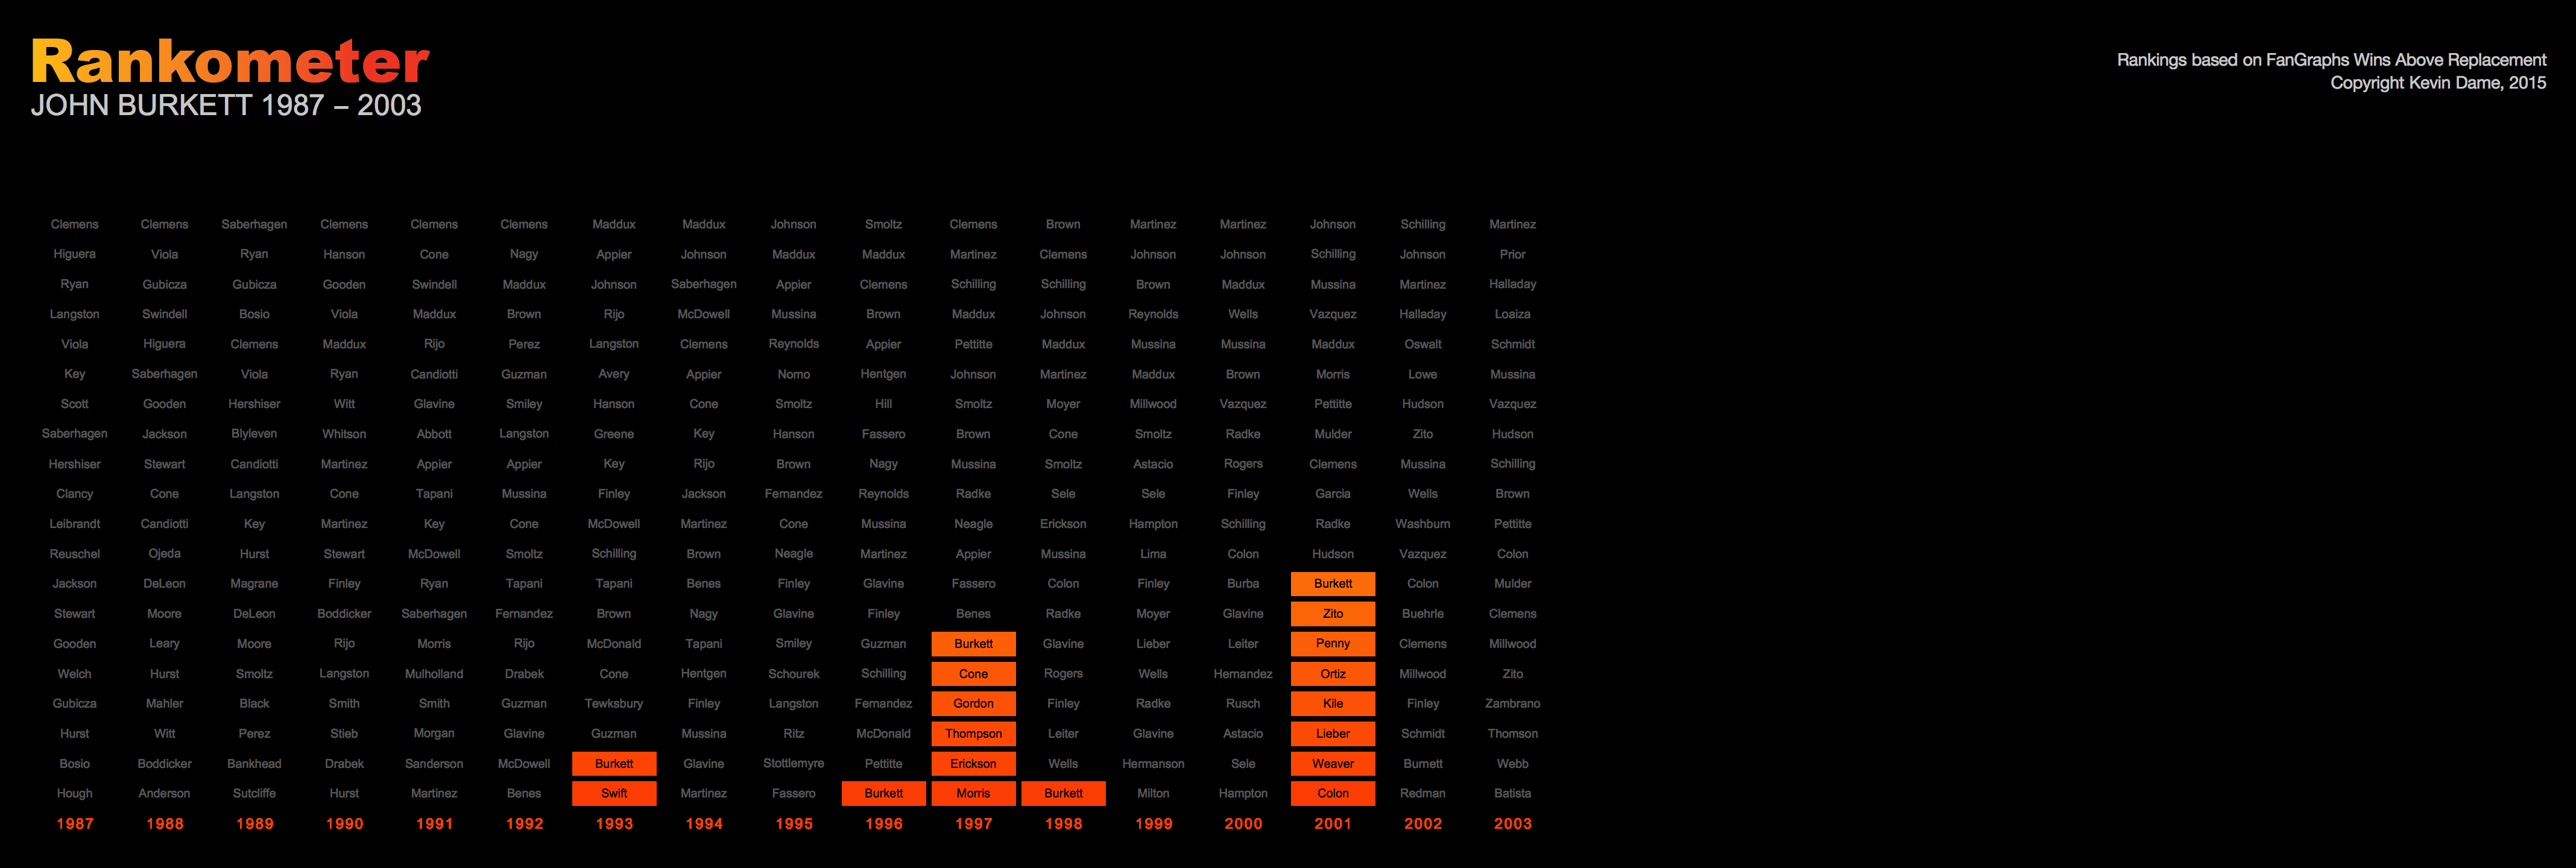 Rankometer
JOHN BURKETT 1987 – 2003
Rankings based on FanGraphs Wins Above Replacement
Copyright Kevin Dame, 2015
Clemens Clemens Saberhagen Clemens Clemens Clemens Maddux Maddux Johnson Smoltz Clemens Brown Martinez Martinez Johnson Schilling Martinez
Higuera Viola Ryan Hanson Cone Nagy Appier Johnson Maddux Maddux Martinez Clemens Johnson Johnson Schilling Johnson Prior
Ryan Gubicza Gubicza Gooden Swindell Maddux Johnson Saberhagen Appier Clemens Schilling Schilling Brown Maddux Mussina Martinez Halladay
Langston Swindell Bosio Viola Maddux Brown Rijo McDowell Mussina Brown Maddux Johnson Reynolds Wells Vazquez Halladay Loaiza
Viola Higuera Clemens Maddux Rijo Perez Langston Clemens Reynolds Appier Pettitte Maddux Mussina Mussina Maddux Oswalt Schmidt
Key Saberhagen Viola Ryan Candiotti Guzman Avery Appier Nomo Hentgen Johnson Martinez Maddux Brown Morris Lowe Mussina
Scott Gooden Hershiser Witt Glavine Smiley Hanson Cone Smoltz Hill Smoltz Moyer Millwood Vazquez Pettitte Hudson Vazquez
Saberhagen Jackson Blyleven Whitson Abbott Langston Greene Key Hanson Fassero Brown Cone Smoltz Radke Mulder Zito Hudson
Hershiser Stewart Candiotti Martinez Appier Appier Key Rijo Brown Nagy Mussina Smoltz Astacio Rogers Clemens Mussina Schilling
Clancy Cone Langston Cone Tapani Mussina Finley Jackson Fernandez Reynolds Radke Sele Sele Finley Garcia Wells Brown
Leibrandt Candiotti Key Martinez Key Cone McDowell Martinez Cone Mussina Neagle Erickson Hampton Schilling Radke Washburn Pettitte
Reuschel Ojeda Hurst Stewart McDowell Smoltz Schilling Brown Neagle Martinez Appier Mussina Lima Colon Hudson Vazquez Colon
Jackson DeLeon Magrane Finley Ryan Tapani Tapani Benes Finley Glavine Fassero Colon Finley Burba Burkett Colon Mulder
Stewart Moore DeLeon Boddicker Saberhagen Fernandez Brown Nagy Glavine Finley Benes Radke Moyer Glavine Zito Buehrle Clemens
Gooden Leary Moore Rijo Morris Rijo McDonald Tapani Smiley Guzman Burkett Glavine Lieber Leiter Penny Clemens Millwood
Welch Hurst Smoltz Langston Mulholland Drabek Cone Hentgen Schourek Schilling Cone Rogers Wells Hernandez Ortiz Millwood Zito
Gubicza Mahler Black Smith Smith Guzman Tewksbury Finley Langston Fernandez Gordon Finley Radke Rusch Kile Finley Zambrano
Hurst Witt Perez Stieb Morgan Glavine Guzman Mussina Ritz McDonald Thompson Leiter Glavine Astacio Lieber Schmidt Thomson
Bosio Boddicker Bankhead Drabek Sanderson McDowell Burkett Glavine Stottlemyre Pettitte Erickson Wells Hermanson Sele Weaver Burnett Webb
Hough Anderson Sutcliffe Hurst Martinez Benes Swift Martinez Fassero Burkett Morris Burkett Milton Hampton Colon Redman Batista
1987 1988 1989 1990 1991 1992 1993 1994 1995 1996 1997 1998 1999 2000 2001 2002 2003